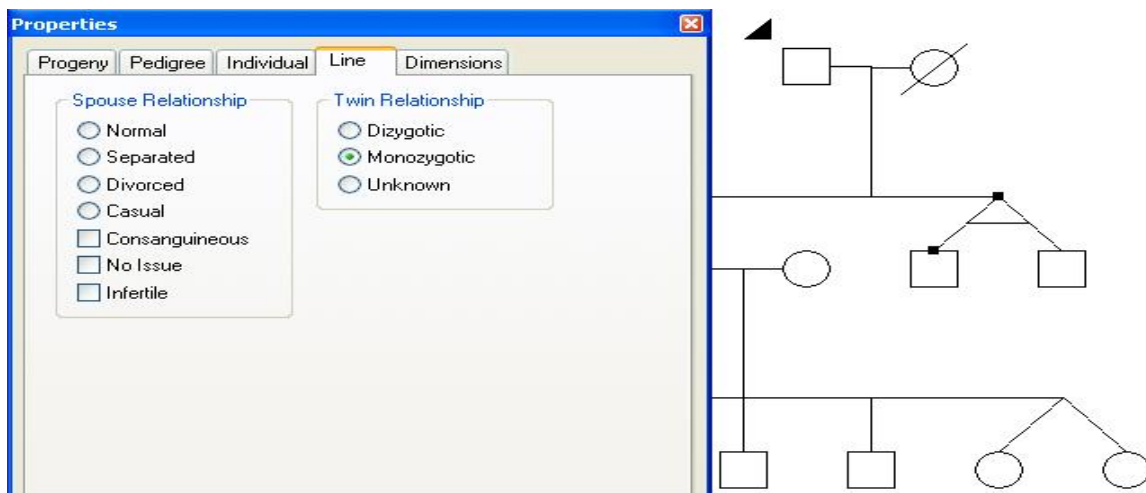 Properties
Progeny Pedigree Individual Line Dimensions
Spouse Relationship
Normal
Separated
Divorced
Casual
Consanguineous
No Issue
Infertile
Twin Relationship
Dizygotic
Monozygotic
Unknown